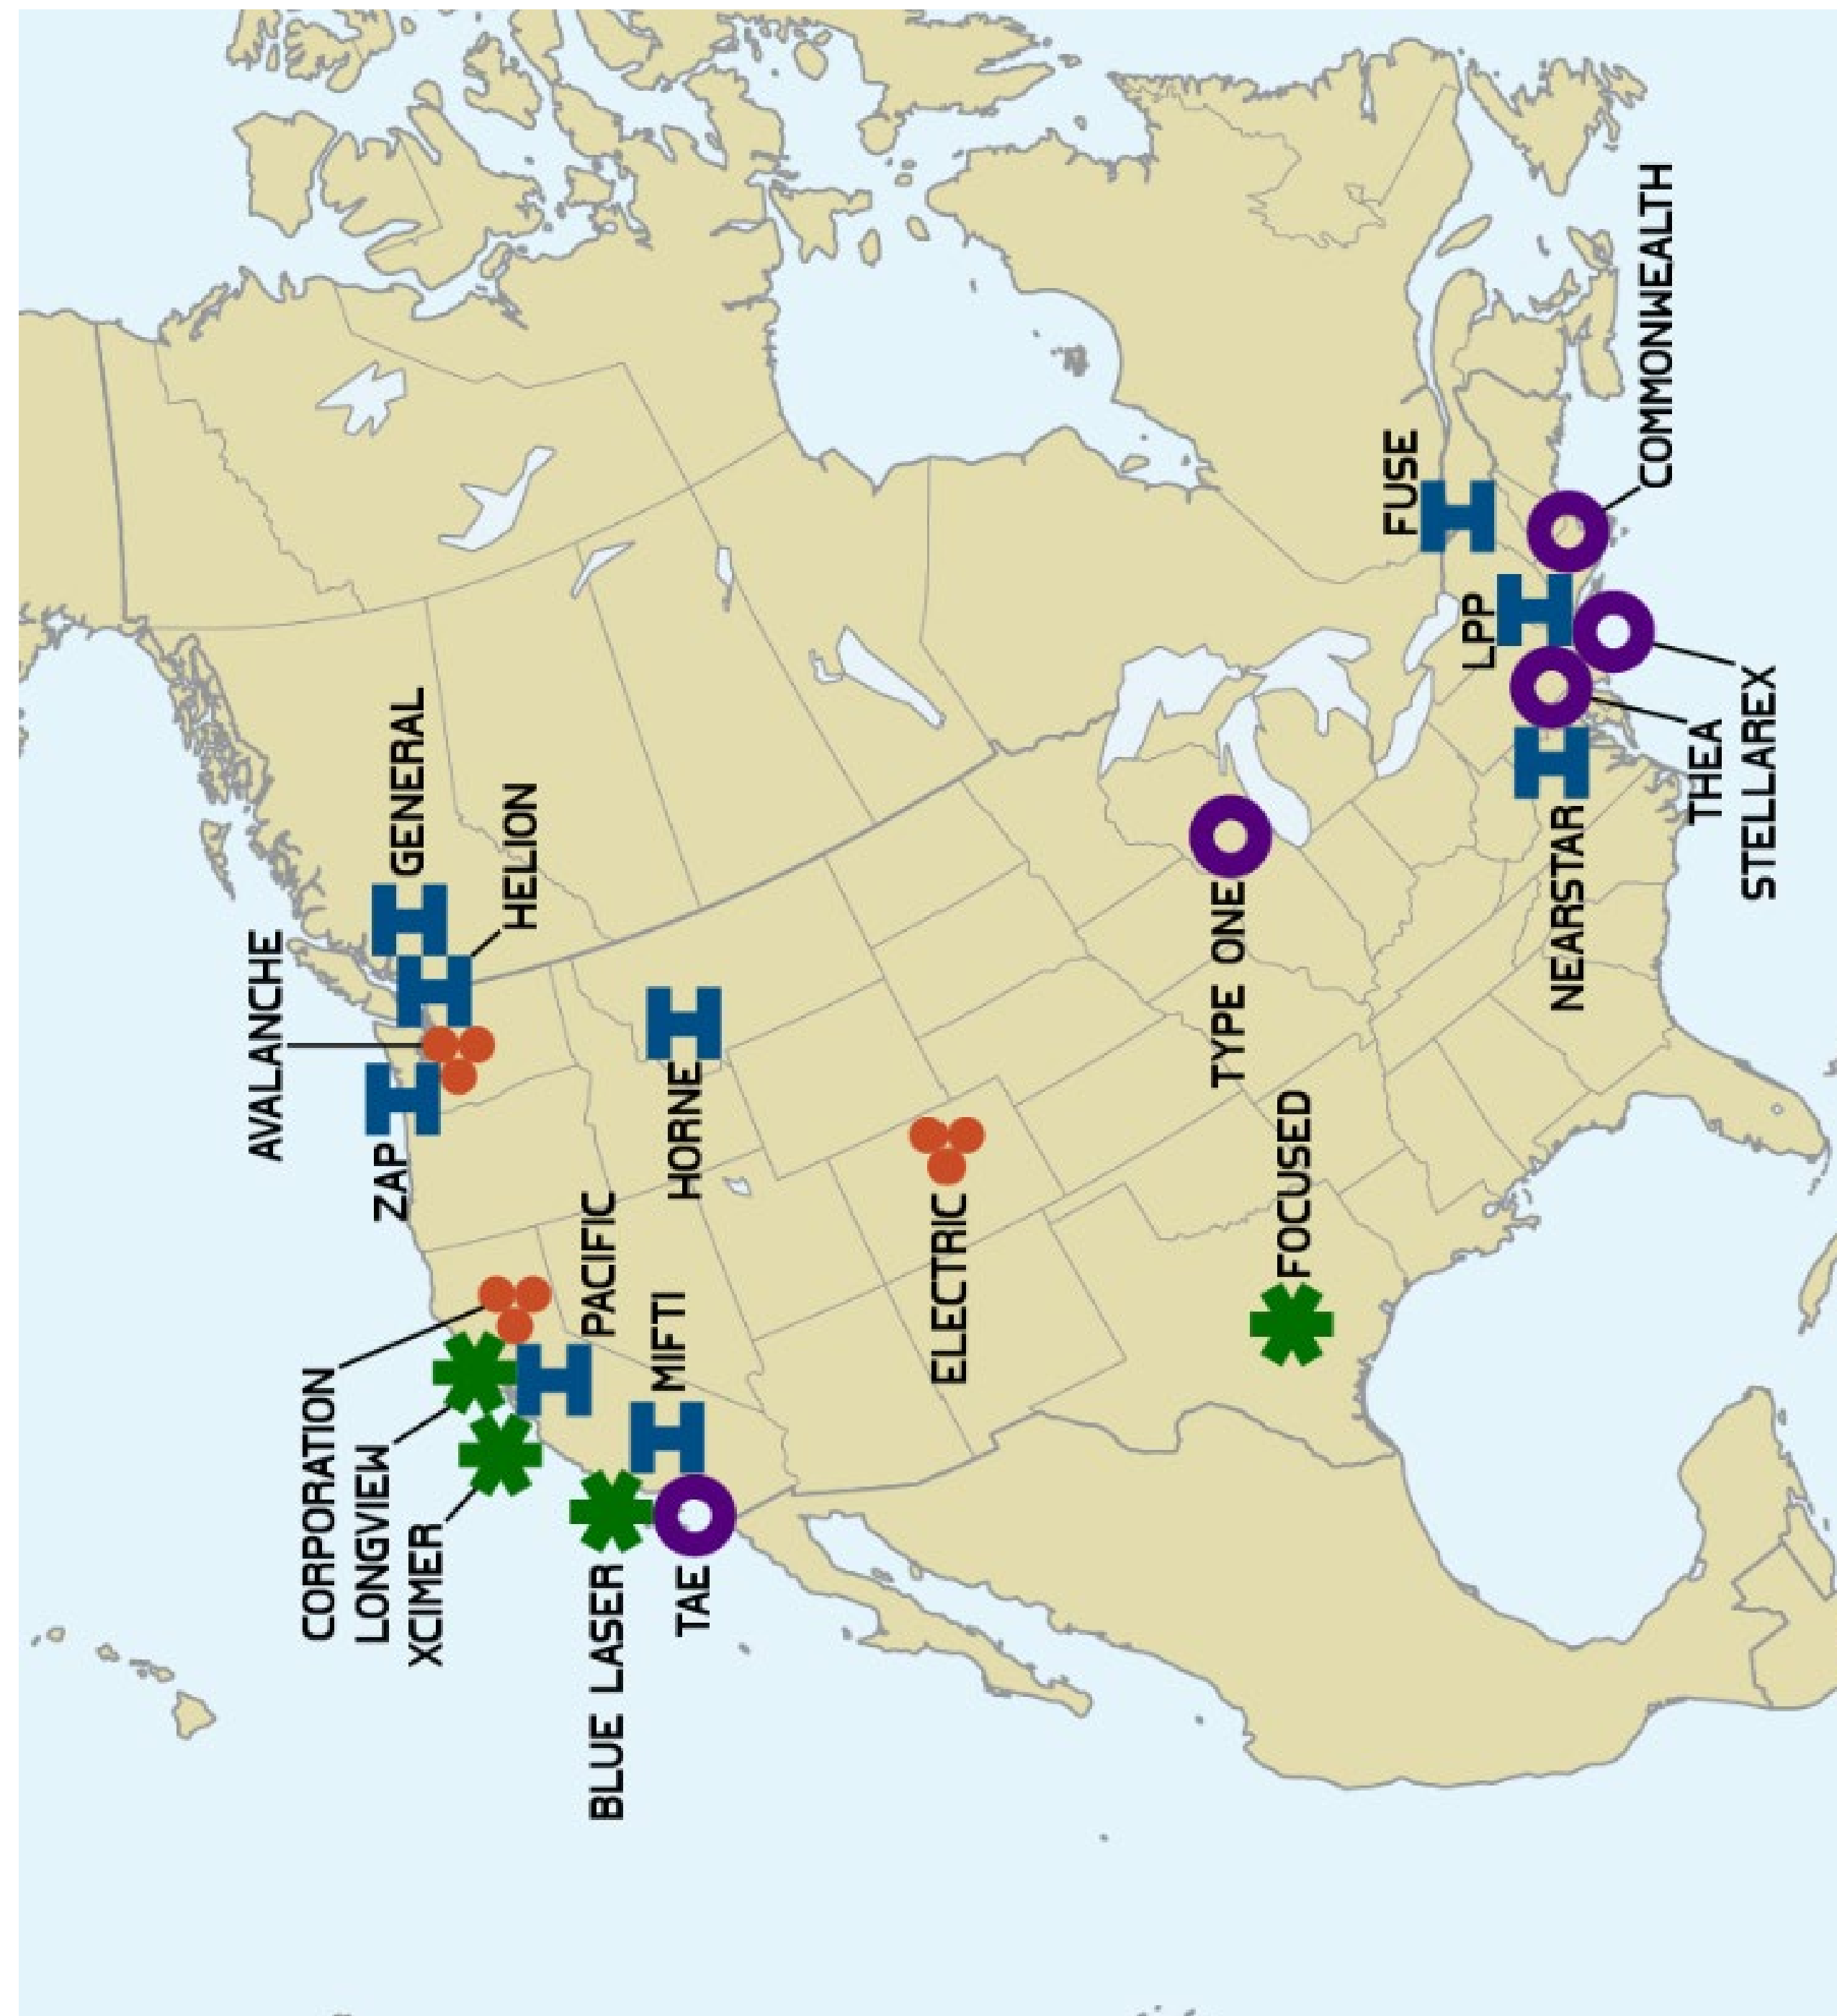 AVALANCHE
GENERAL
HELION
ZAP
HORNE
CORPORATION
LONGVIEW
XCIMER
PACIFIC
MIFTI
BLUE LASER
TAE
ELECTRIC
FOCUSED
TYPE ONE
FUSE
LPP
COMMONWEALTH
NEARSTAR
THEA
STELLAREX